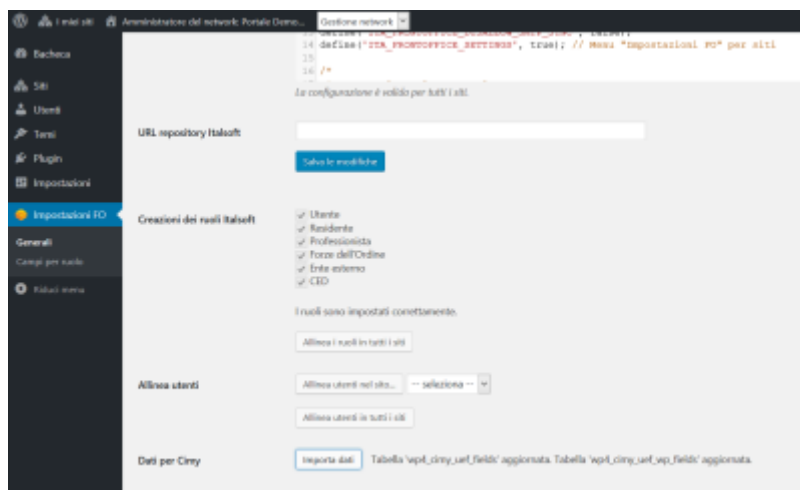 I miei siti Amministratore del network: Portale Demo... Gestione network
Bacheca
Siti
Utenti
Temi
Plugin
Impostazioni
Impostazioni FO
Generali
Campi per ruolo
Riduci menu
14 define('ITA_FRONTOFFICE_SETTINGS', true); // Menu "Impostazioni FO" per siti
15
16 /*
La configurazione è valida per tutti i siti.
URL repository Italsoft
Salva le modifiche
Creazioni dei ruoli Italsoft
Utente
Residente
Professionista
Forze dell'Ordine
Ente esterno
CED
I ruoli sono impostati correttamente.
Allinea i ruoli in tutti i siti
Allinea utenti
Allinea utenti nel sito... -- seleziona --
Allinea utenti in tutti i siti
Dati per Cimy
Importa dati Tabella 'wp4_cimy_uef_fields' aggiornata. Tabella 'wp4_cimy_uef_wp_fields' aggiornata.